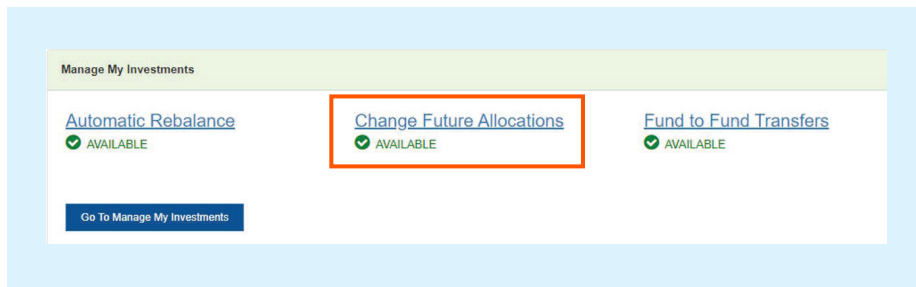 Manage My Investments
Automatic Rebalance
AVAILABLE
Change Future Allocations
AVAILABLE
Fund to Fund Transfers
AVAILABLE
Go To Manage My Investments